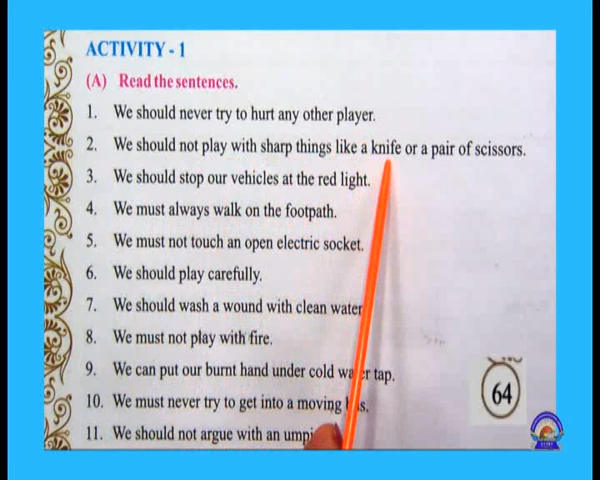 ACTIVITY - 1
(A) Read the sentences.
1. We should never try to hurt any other player.
2. We should not play with sharp things like a knife or a pair of scissors.
3. We should stop our vehicles at the red light.
4. We must always walk on the footpath.
5. We must not touch an open electric socket.
6. We should play carefully.
7. We should wash a wound with clean water
8. We must not play with fire.
9. We can put our burnt hand under cold water tap.
10. We must never try to get into a moving
11. We should not argue with an
64